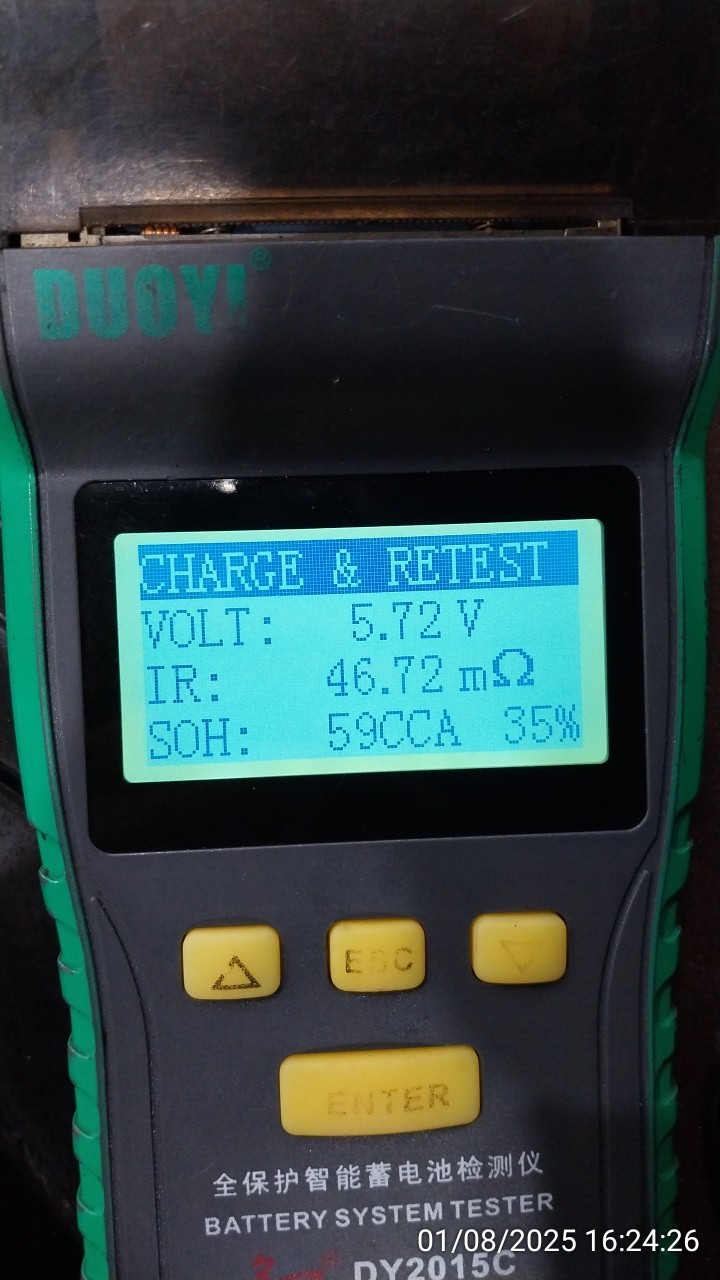 DUOYI®
CHARGE & RETEST
VOLT: 5.72 V
IR: 46.72 mΩ
SOH: 59CCA 35%
ESC
ENTER
全保护智能蓄电池检测仪
BATTERY SYSTEM TESTER
01/08/2025 16:24:26
DY2015C